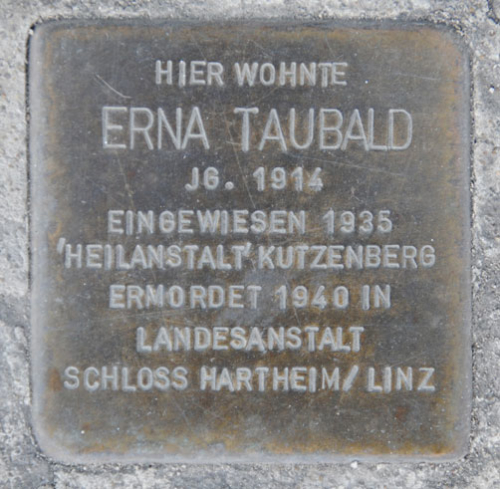 HIER WOHNTE
ERNA TAUBALD
JG. 1914
EINGEWIESEN 1935
'HEILANSTALT' KUTZENBERG
ERMORDET 1940 IN
LANDESANSTALT
SCHLOSS HARTHEIM/LINZ